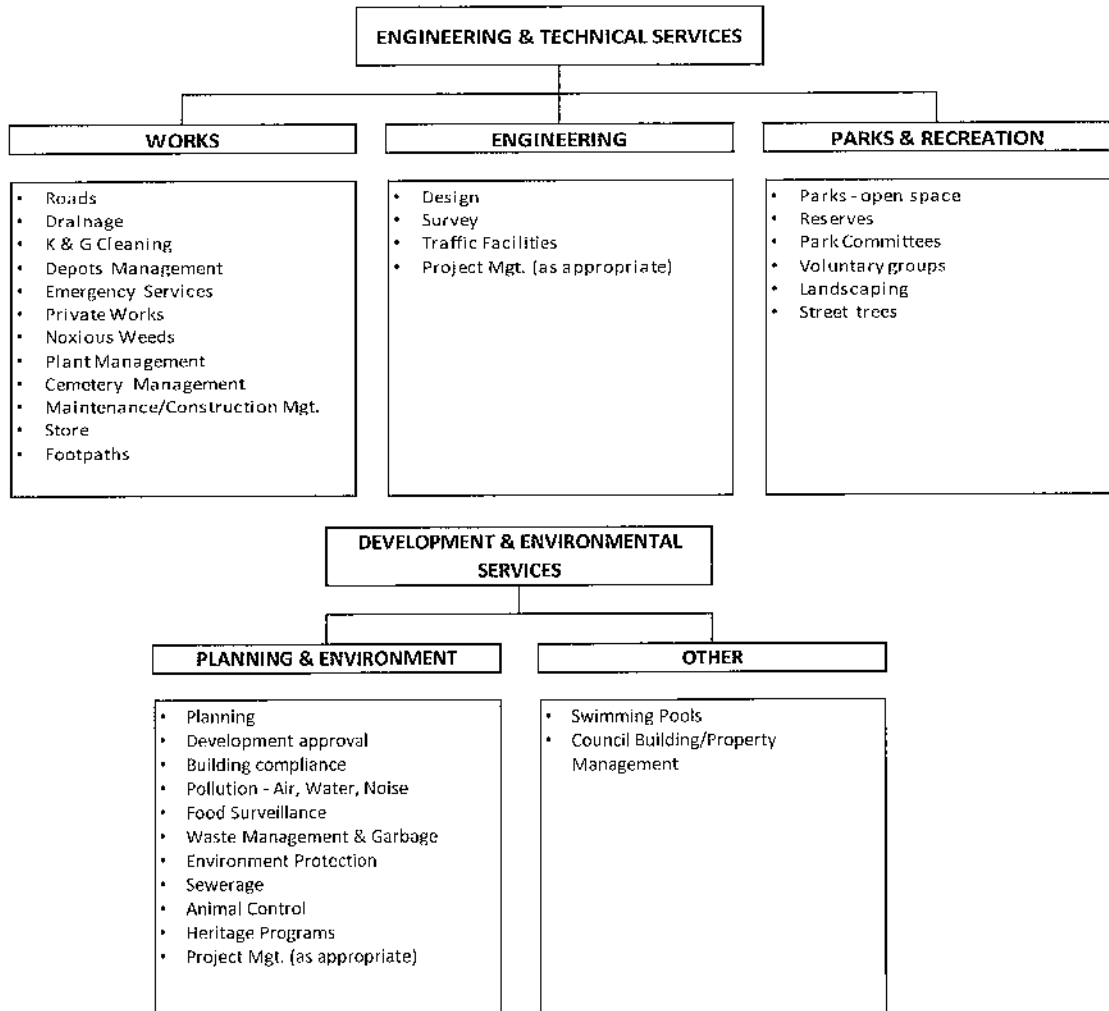 ENGINEERING & TECHNICAL SERVICES
WORKS
• Roads
• Drainage
• K & G Cleaning
• Depots Management
• Emergency Services
• Private Works
• Noxious Weeds
• Plant Management
• Cemetery Management
• Maintenance/Construction Mgt.
• Store
• Footpaths
ENGINEERING
• Design
• Survey
• Traffic Facilities
• Project Mgt. (as appropriate)
PARKS & RECREATION
• Parks - open space
• Reserves
• Park Committees
• Voluntary groups
• Landscaping
• Street trees
DEVELOPMENT & ENVIRONMENTAL
SERVICES
PLANNING & ENVIRONMENT
• Planning
• Development approval
• Building compliance
• Pollution - Air, Water, Noise
• Food Surveillance
• Waste Management & Garbage
• Environment Protection
• Sewerage
• Animal Control
• Heritage Programs
• Project Mgt. (as appropriate)
OTHER
• Swimming Pools
• Council Building/Property
Management